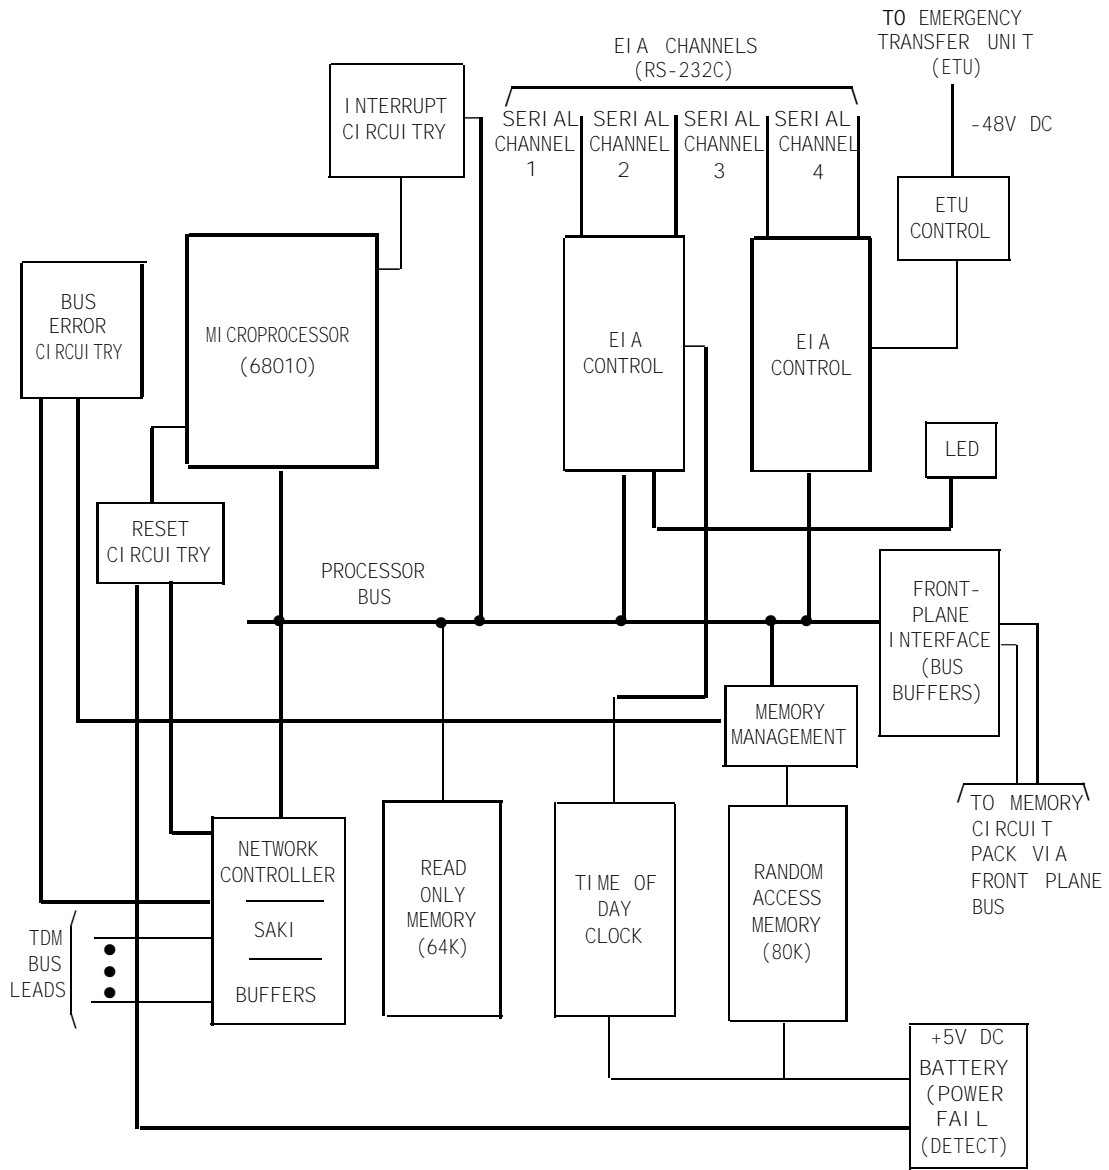 TO EMERGENCY
TRANSFER UNIT
(ETU)
EIA CHANNELS
(RS-232C)
INTERRUPT
CIRCUITRY
SERIAL
CHANNEL
1
SERIAL
CHANNEL
2
SERIAL
CHANNEL
3
SERIAL
CHANNEL
4
-48V DC
ETU
CONTROL
BUS
ERROR
CIRCUITRY
MICROPROCESSOR
(68010)
EIA
CONTROL
EIA
CONTROL
LED
RESET
CIRCUITRY
PROCESSOR
BUS
FRONT-
PLANE
INTERFACE
(BUS
BUFFERS)
MEMORY
MANAGEMENT
TO MEMORY
CIRCUIT
PACK VIA
FRONT PLANE
BUS
NETWORK
CONTROLLER
SAKI
BUFFERS
READ
ONLY
MEMORY
(64K)
TIME OF
DAY
CLOCK
RANDOM
ACCESS
MEMORY
(80K)
TDM
BUS
LEADS
+5V DC
BATTERY
(POWER
FAIL
(DETECT)